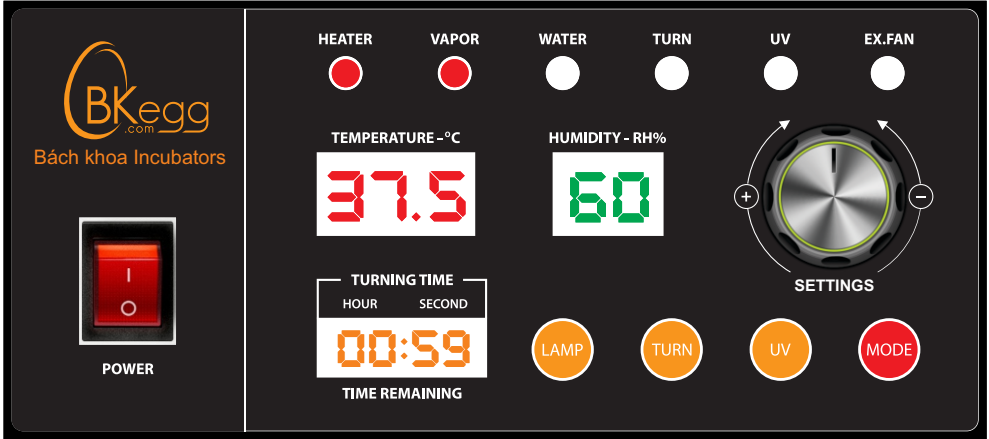 BKegg
.com
Bách khoa Incubators
I
O
POWER
HEATER VAPOR WATER TURN UV EX.FAN
TEMPERATURE-°C HUMIDITY - RH%
37.5 60
+ −
SETTINGS
TURNING TIME
HOUR SECOND
00:59
TIME REMAINING
LAMP TURN UV MODE